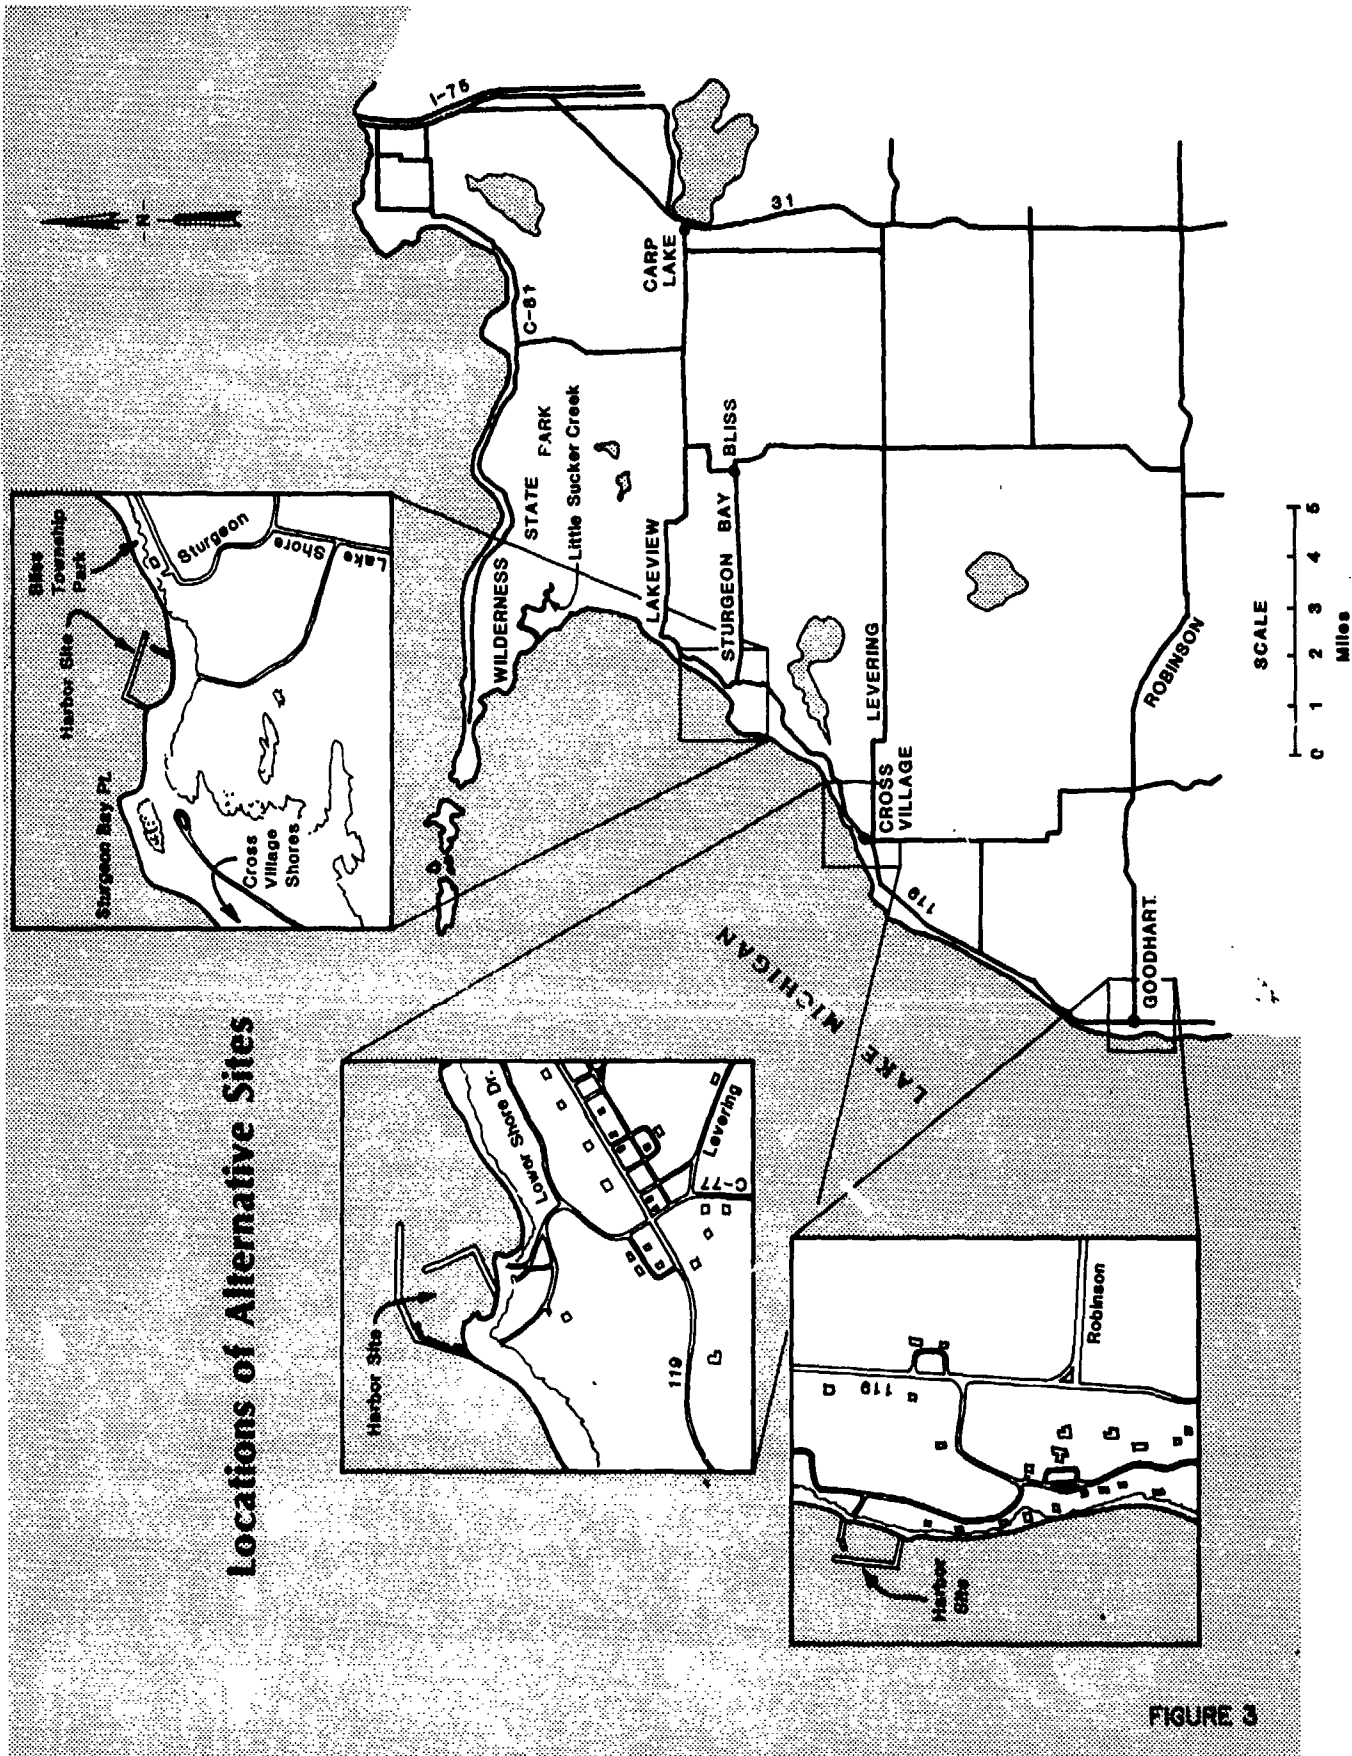 Locations of Alternative Sites
N
Sturgeon Bay Pt.
Harbor Site
Bliss
Township
Park
Sturgeon
Shore
Lake
Cross
Village
Shores
I-75
C-81
31
CARP
LAKE
WILDERNESS
STATE PARK
Little Sucker Creek
LAKEVIEW
STURGEON BAY
BLISS
LEVERING
CROSS
VILLAGE
119
LAKE MICHIGAN
GOODHART
ROBINSON
Harbor Site
Lower Shore Dr.
Levering
C-77
119
Harbor
Site
119
Robinson
SCALE
0 1 2 3 4 5
Miles
FIGURE 3